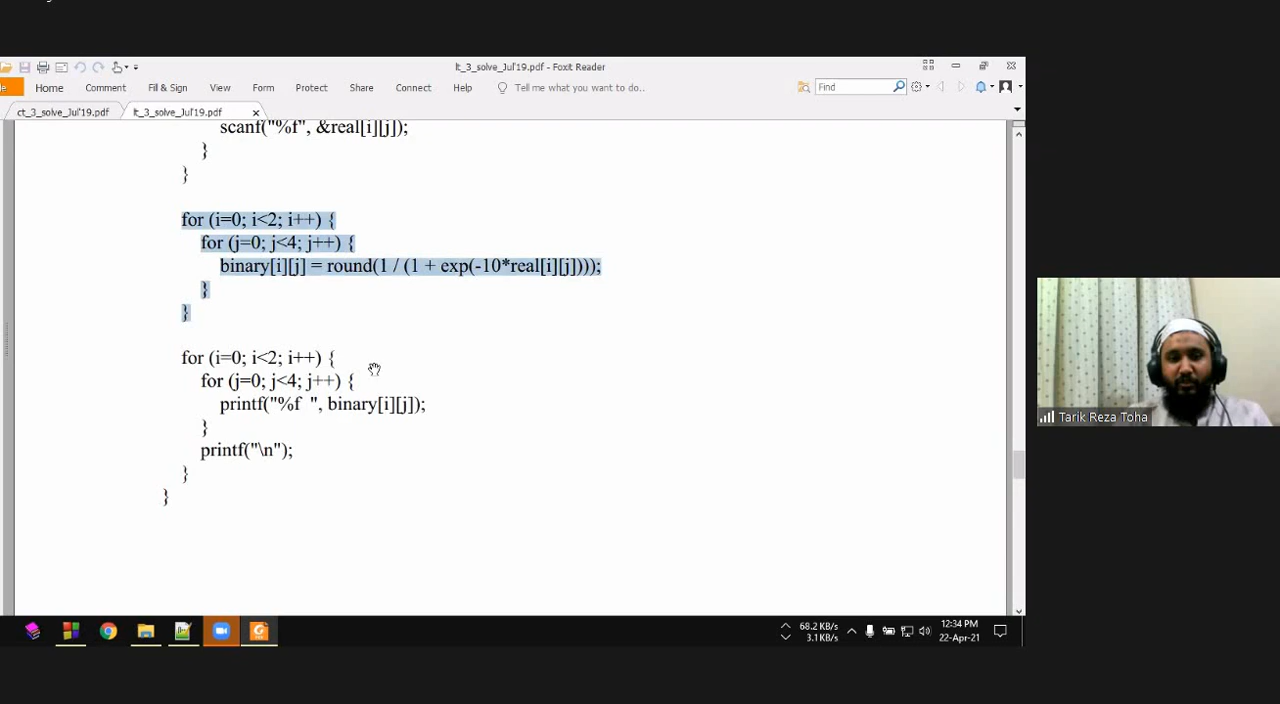 lt_3_solve_Jul'19.pdf - Foxit Reader
Home Comment Fill & Sign View Form Protect Share Connect Help Tell me what you want to do.. Find
ct_3_solve_Jul'19.pdf lt_3_solve_Jul'19.pdf
scanf("%f", &real[i][j]);
}
}
for (i=0; i<2; i++) {
for (j=0; j<4; j++) {
binary[i][j] = round(1 / (1 + exp(-10*real[i][j])));
}
}
for (i=0; i<2; i++) {
for (j=0; j<4; j++) {
printf("%f ", binary[i][j]);
}
printf("\n");
}
}
Tarik Reza Toha
68.2 KB/s
3.1KB/s
12:34 PM
22-Apr-21